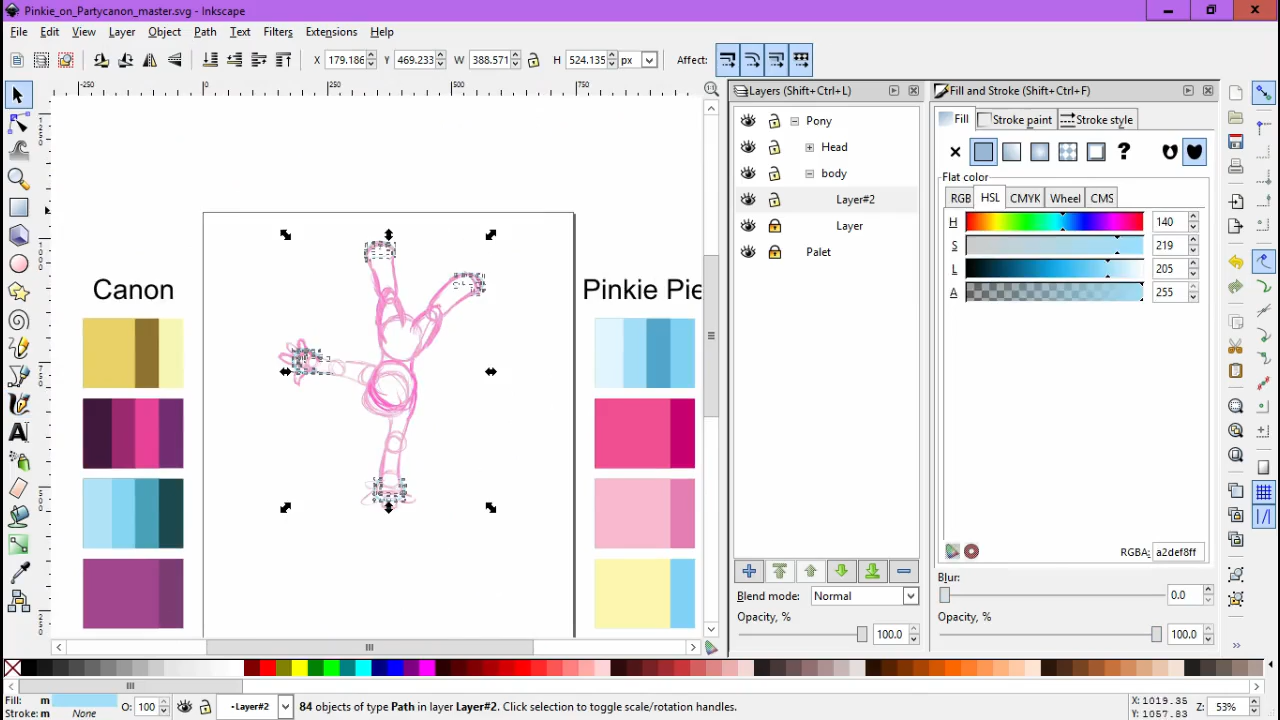 Pinkie_on_Partycanon_master.svg - Inkscape
File Edit View Layer Object Path Text Filters Extensions Help
X 179.186 Y 469.233 W 388.571 H 524.135 px Affect:
-250 0 250 500 750
Layers (Shift+Ctrl+L)
Fill and Stroke (Shift+Ctrl+F)
Pony
Head
body
Layer#2
Layer
Palet
Fill Stroke paint Stroke style
?
Flat color
RGB HSL CMYK Wheel CMS
H 140
S 219
L 205
A 255
Canon
Pinkie Pie
RGBA: a2def8ff
Blend mode: Normal
Opacity, %
100.0
Blur:
0.0
Opacity, %
100.0
Fill: m
Stroke: m None
O: 100
•Layer#2
84 objects of type Path in layer Layer#2. Click selection to toggle scale/rotation handles.
X: 1019.35
Y: 1057.83
Z: 53%